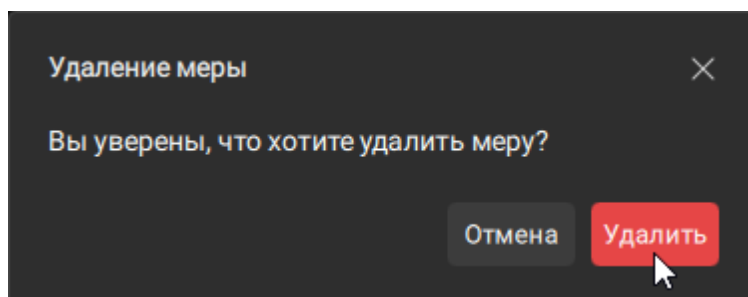 Удаление меры
Вы уверены, что хотите удалить меру?
Отмена
Удалить